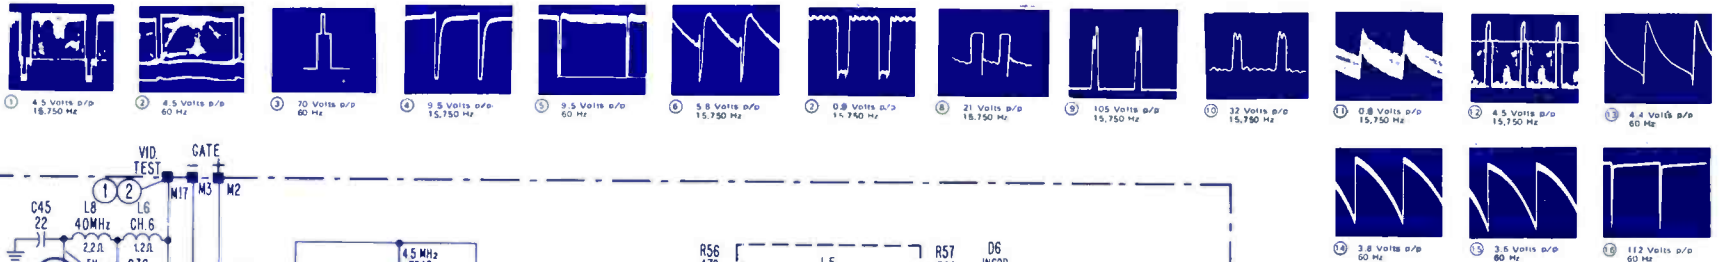 1 4.5 Volts p/p
15,750 Hz
2 4.5 Volts p/p
60 Hz
3 70 Volts p/p
60 Hz
4 9.5 Volts p/p
15,750 Hz
5 9.5 Volts p/p
60 Hz
6 5.8 Volts p/p
15,750 Hz
7 0.8 Volts p/p
15,750 Hz
8 21 Volts p/p
15,750 Hz
9 105 Volts p/p
15,750 Hz
10 32 Volts p/p
15,750 Hz
11 0.8 Volts p/p
15,750 Hz
12 4.5 Volts p/p
15,750 Hz
13 4.4 Volts p/p
60 Hz
14 3.8 Volts p/p
60 Hz
15 3.6 Volts p/p
60 Hz
16 112 Volts p/p
60 Hz
VID. GATE
TEST - +
1 2 M17 M3 M2
C45 L8 L6
22 40MHz CH.6
2.2Ω 1.2Ω
4.5 MHz
R56 R57 D6